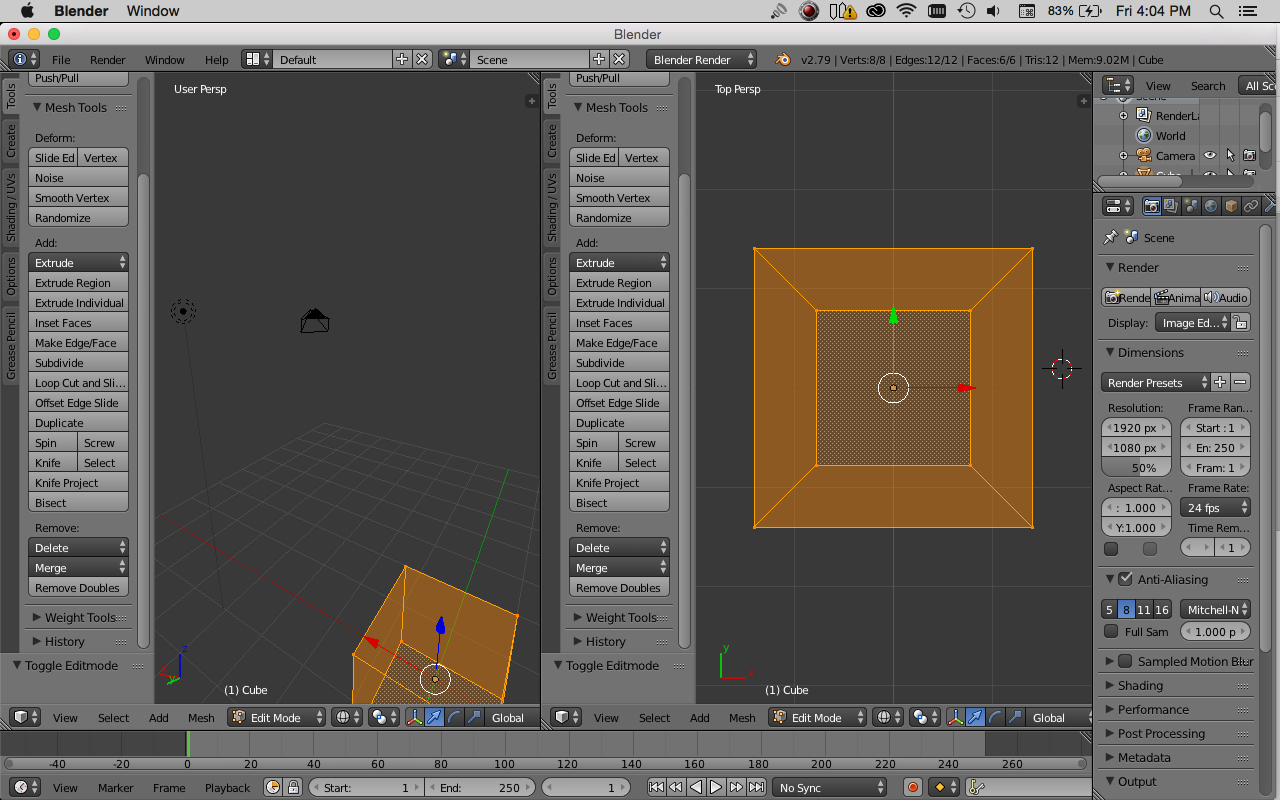 Blender Window 83% Fri 4:04 PM
Blender
File Render Window Help Default Scene Blender Render v2.79 | Verts:8/8 | Edges:12/12 | Faces:6/6 | Tris:12 | Mem:9.02M | Cube
Tools
Create
Shading / UVs
Options
Grease Pencil
Push/Pull
Mesh Tools
Deform:
Slide Ed Vertex
Noise
Smooth Vertex
Randomize
Add:
Extrude
Extrude Region
Extrude Individual
Inset Faces
Make Edge/Face
Subdivide
Loop Cut and Sli...
Offset Edge Slide
Duplicate
Spin Screw
Knife Select
Knife Project
Bisect
Remove:
Delete
Merge
Remove Doubles
Weight Tools
History
Toggle Editmode
User Persp
z
x
y
(1) Cube
View Select Add Mesh Edit Mode Global
Tools
Create
Shading / UVs
Options
Grease Pencil
Push/Pull
Mesh Tools
Deform:
Slide Ed Vertex
Noise
Smooth Vertex
Randomize
Add:
Extrude
Extrude Region
Extrude Individual
Inset Faces
Make Edge/Face
Subdivide
Loop Cut and Sli...
Offset Edge Slide
Duplicate
Spin Screw
Knife Select
Knife Project
Bisect
Remove:
Delete
Merge
Remove Doubles
Weight Tools
History
Toggle Editmode
Top Persp
y
x
(1) Cube
View Select Add Mesh Edit Mode Global
View Search All Sc
Scene
RenderLa
World
Camera
Cube
Scene
Render
Rende Anima Audio
Display: Image Ed...
Dimensions
Render Presets
Resolution: Frame Ran...
1920 px Start : 1
1080 px En: 250
50% Fram: 1
Aspect Rat... Frame Rate:
: 1.000 24 fps
Y:1.000 Time Rem...
1
Anti-Aliasing
5 8 11 16 Mitchell-N
Full Sam 1.000 p
Sampled Motion Blur
Shading
Performance
Post Processing
Metadata
Output
-40 -20 0 20 40 60 80 100 120 140 160 180 200 220 240 260
View Marker Frame Playback Start: 1 End: 250 1 No Sync